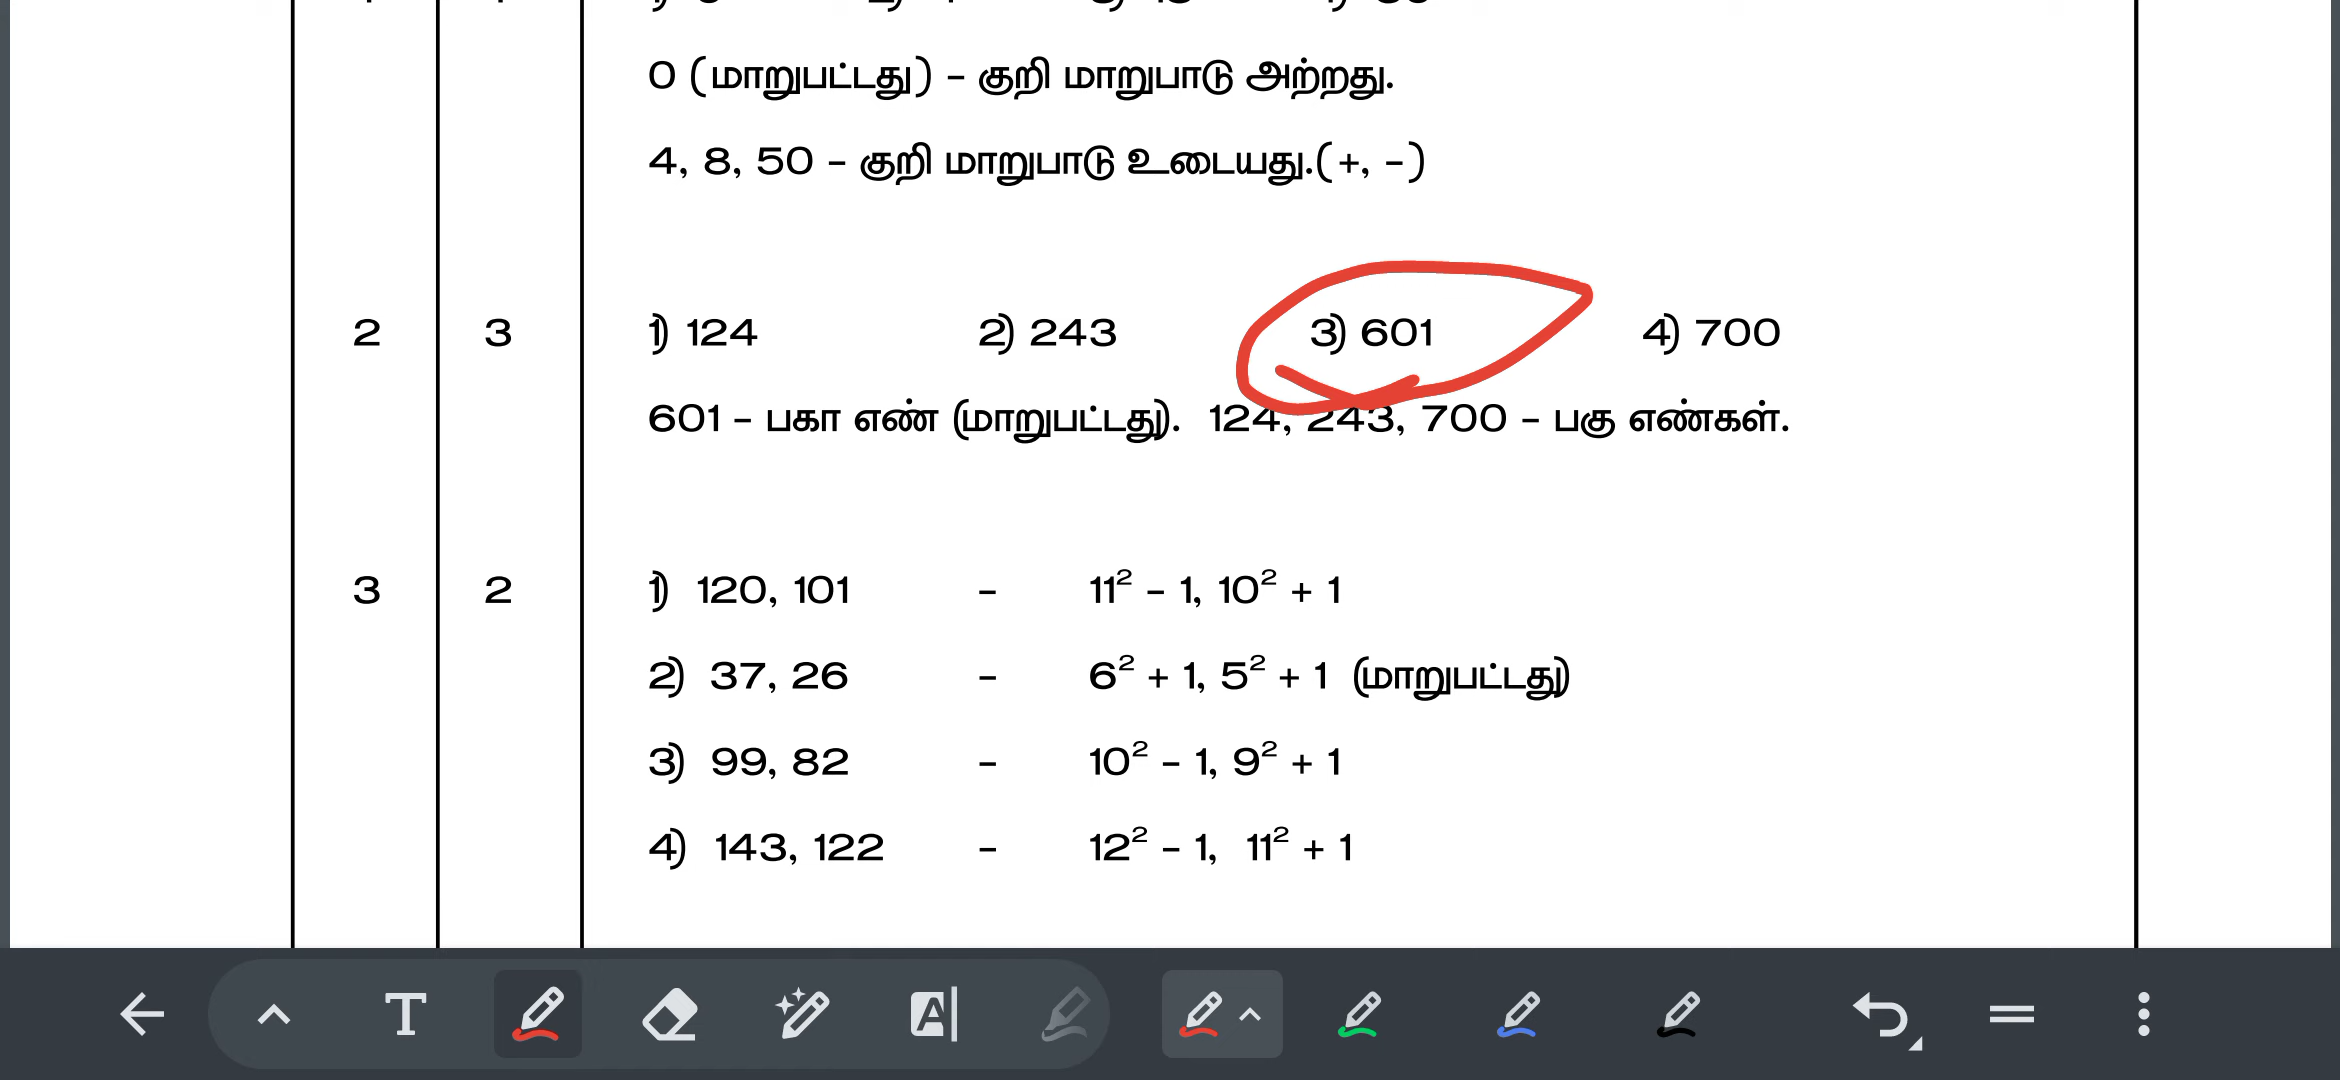 0 (மாறுபட்டது) – குறி மாறுபாடு அற்றது.
4, 8, 50 – குறி மாறுபாடு உடையது.(+, –)
2 3 1) 124 2) 243 3) 601 4) 700
601 – பகா எண் (மாறுபட்டது). 124, 243, 700 – பகு எண்கள்.
3 2 1) 120, 101 – 11² – 1, 10² + 1
2) 37, 26 – 6² + 1, 5² + 1 (மாறுபட்டது)
3) 99, 82 – 10² – 1, 9² + 1
4) 143, 122 – 12² – 1, 11² + 1